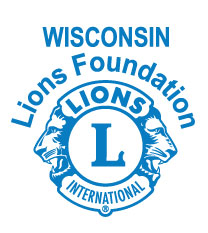 WISCONSIN
Lions Foundation
LIONS
L
INTERNATIONAL
®